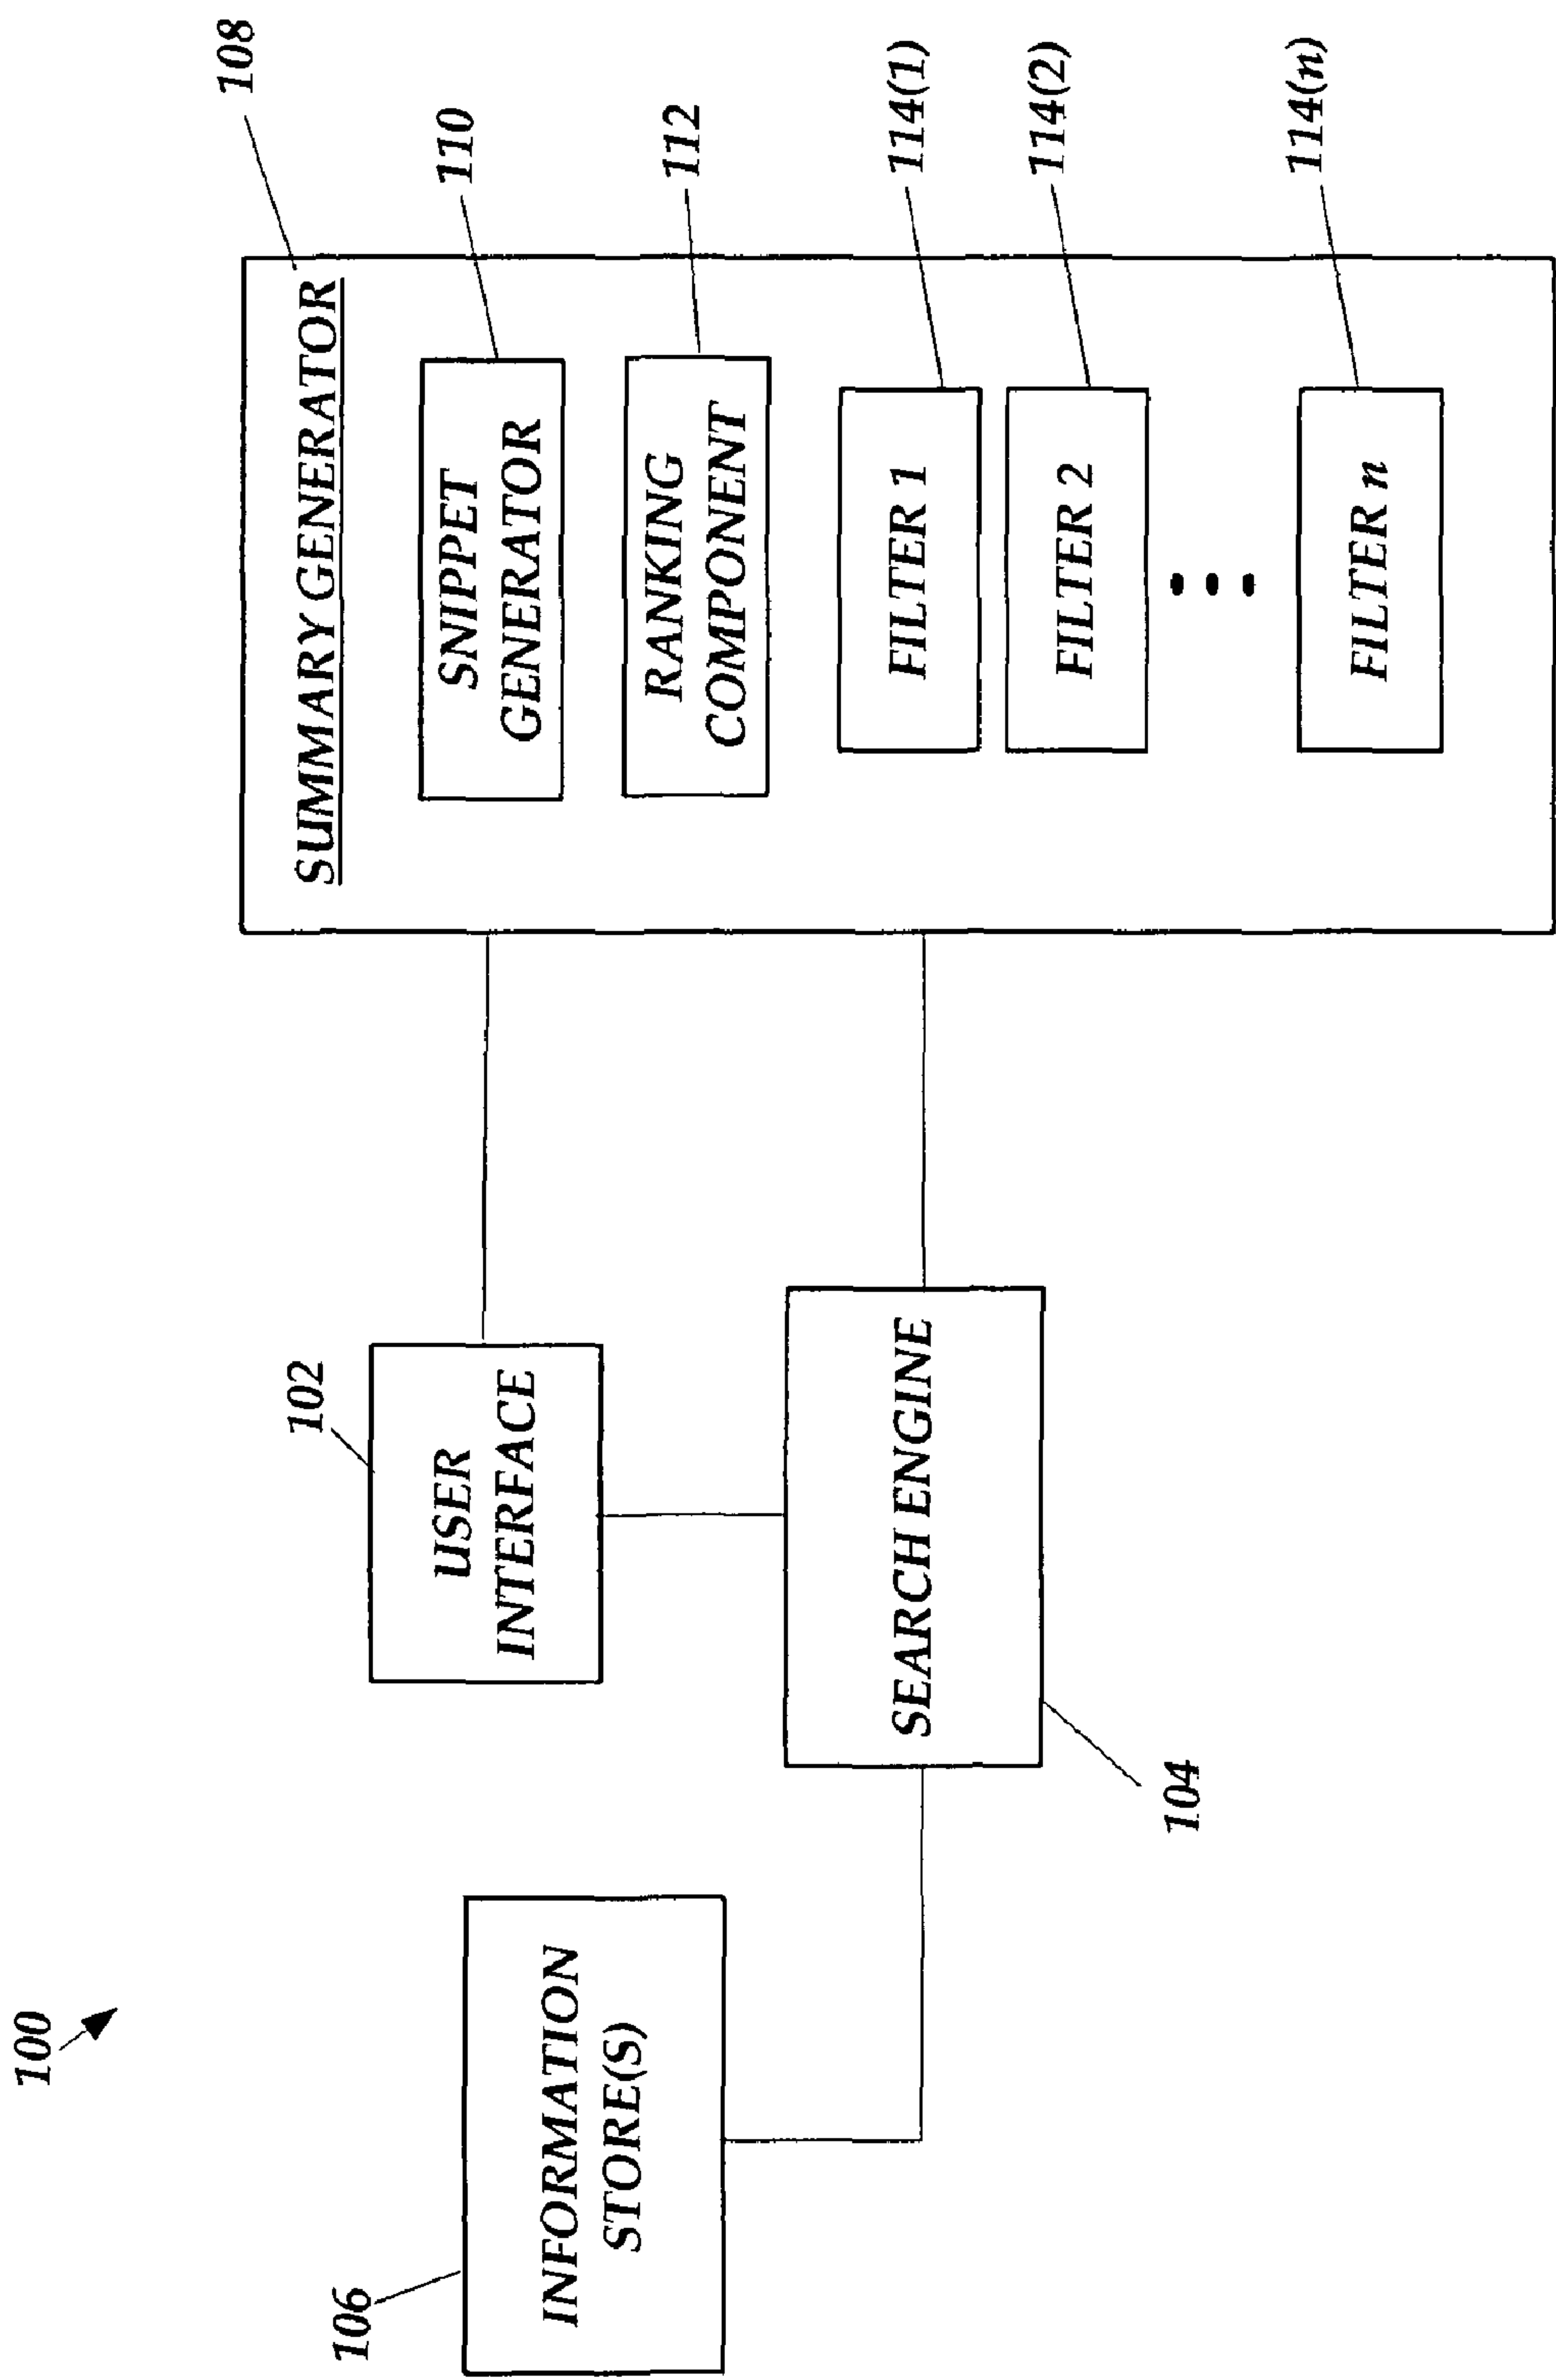 100
108
SUMMARY GENERATOR
110
SNIPPET
GENERATOR
112
RANKING
COMPONENT
102
USER
INTERFACE
106
INFORMATION
STORE(S)
SEARCH ENGINE
104
FILTER 1
114(1)
FILTER 2
114(2)
FILTER n
114(n)